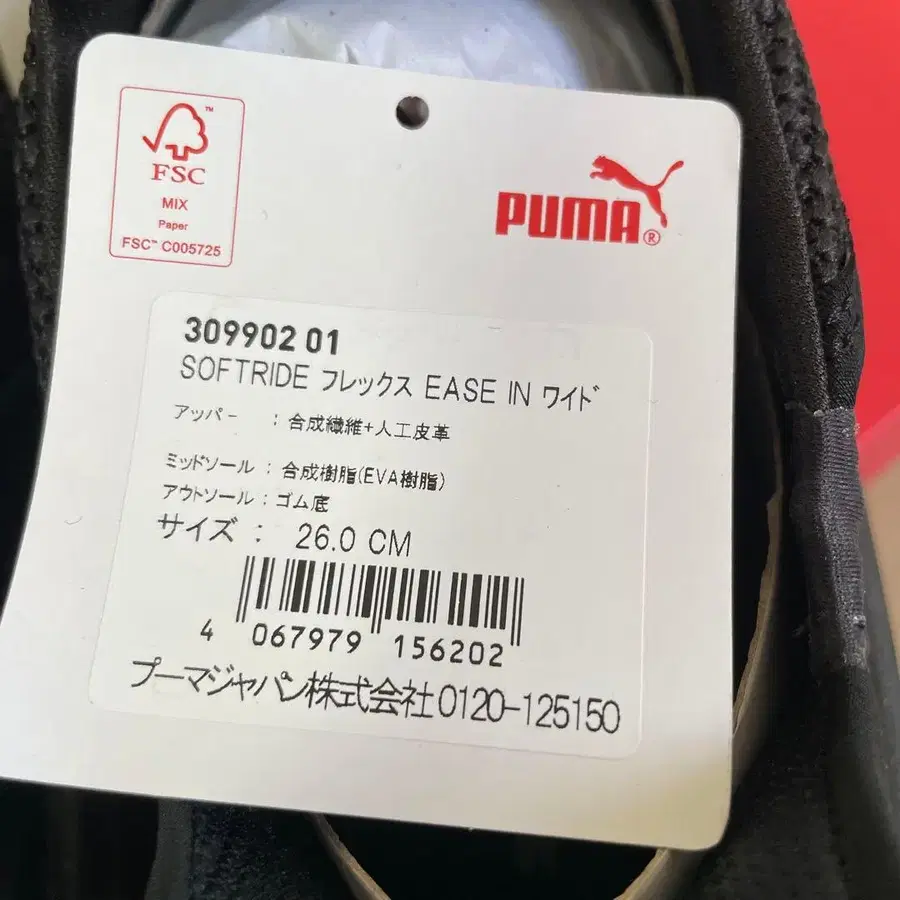 FSC™
MIX
Paper
FSC™ C005725
PUMA®
309902 01
SOFTRIDE フレックス EASE IN ワイド
アッパー : 合成繊維+人工皮革
ミッドソール : 合成樹脂(EVA樹脂)
アウトソール : ゴム底
サイズ : 26.0 CM
4 067979 156202
プーマジャパン株式会社 0120-125150